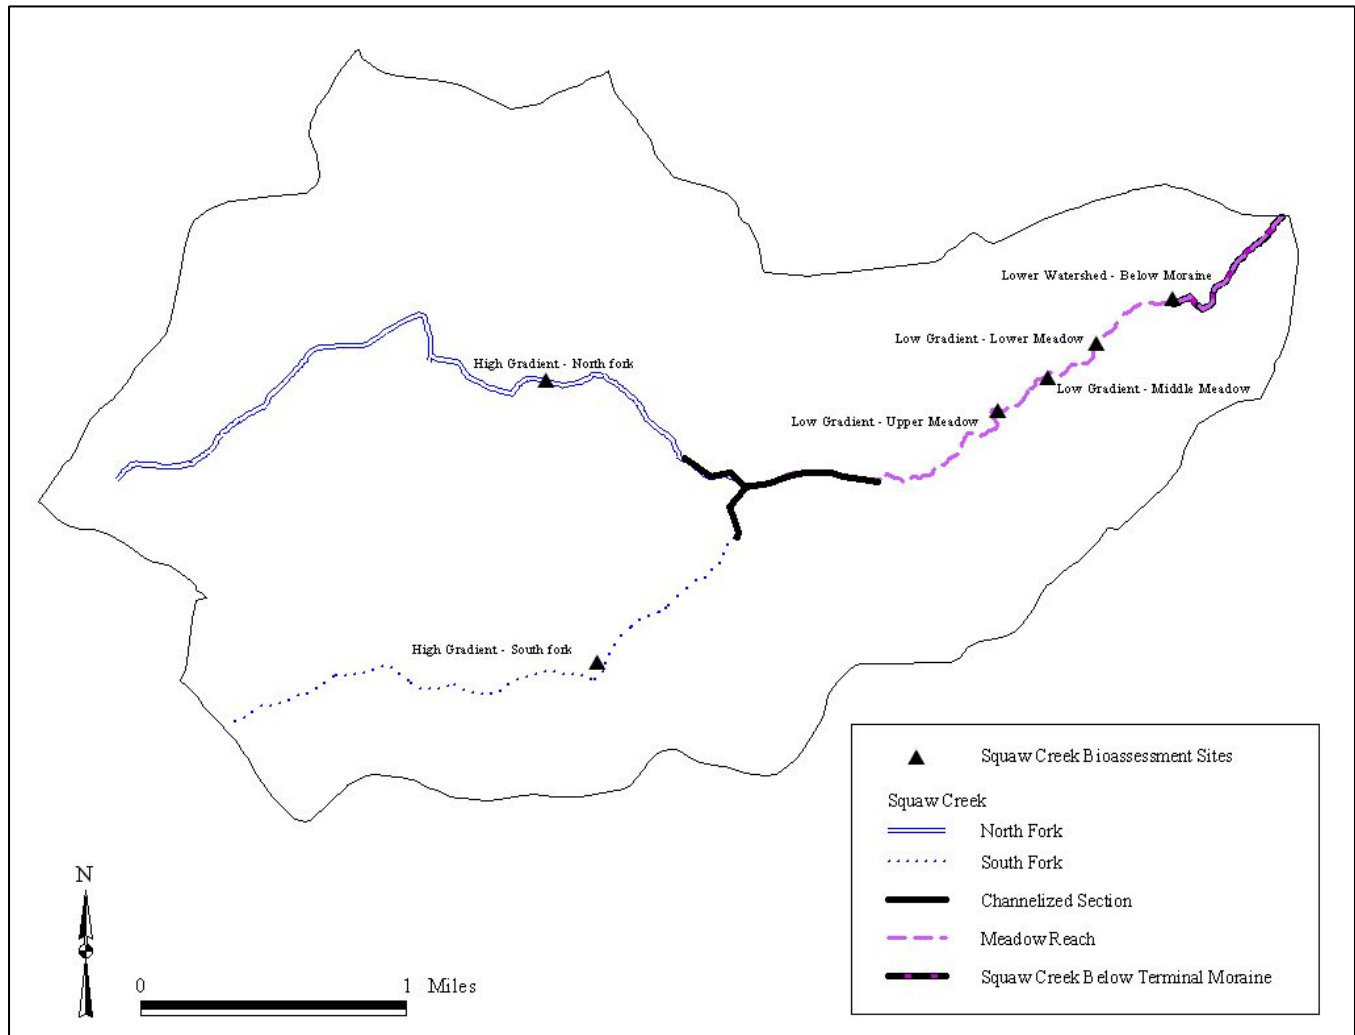 Lower Watershed - Below Moraine
Low Gradient - Lower Meadow
High Gradient - North fork
Low Gradient - Middle Meadow
Low Gradient - Upper Meadow
High Gradient - South fork
Squaw Creek Bioassessment Sites
Squaw Creek
North Fork
South Fork
Channelized Section
Meadow Reach
Squaw Creek Below Terminal Moraine
N
0 1 Miles